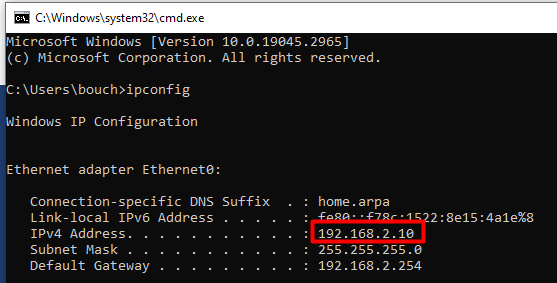 C:\Windows\system32\cmd.exe
Microsoft Windows [Version 10.0.19045.2965]
(c) Microsoft Corporation. All rights reserved.
C:\Users\bouch>ipconfig
Windows IP Configuration
Ethernet adapter Ethernet0:
Connection-specific DNS Suffix  . : home.arpa
Link-local IPv6 Address . . . . . : fe80::f78c:1522:8e15:4a1e%8
IPv4 Address. . . . . . . . . . . : 192.168.2.10
Subnet Mask . . . . . . . . . . . : 255.255.255.0
Default Gateway . . . . . . . . . : 192.168.2.254